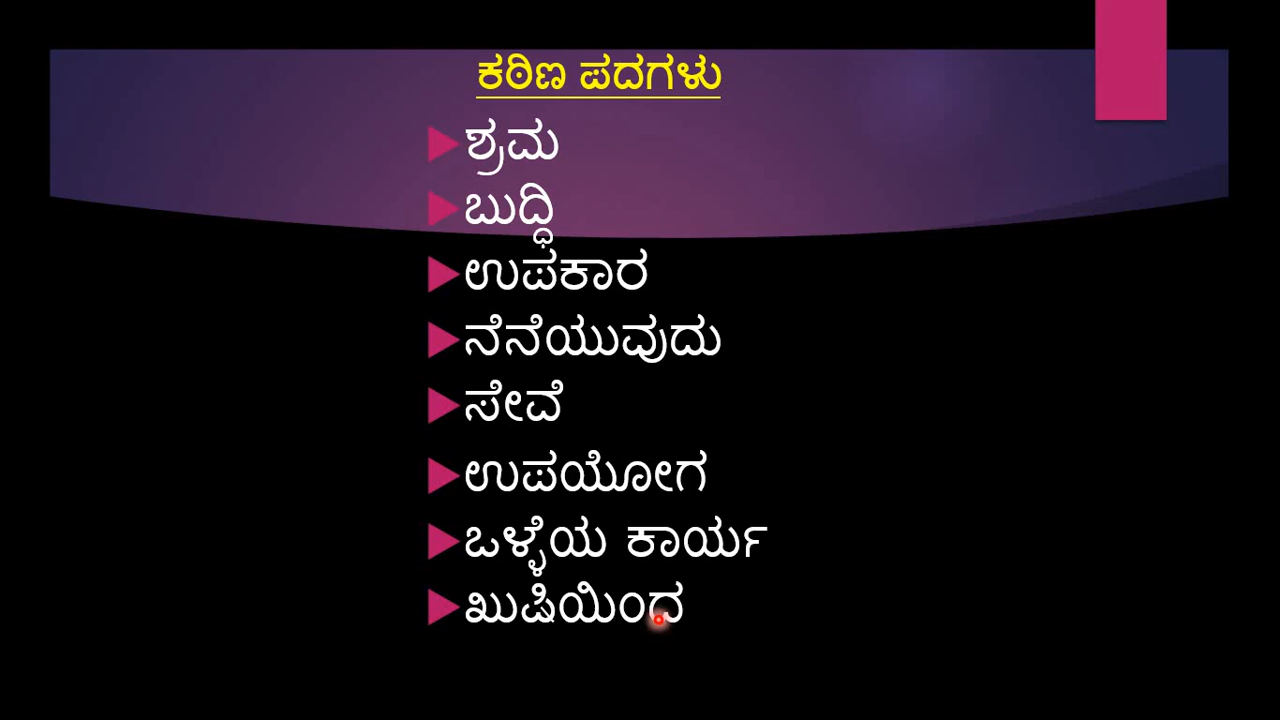 ಕಠಿಣ ಪದಗಳು
ಶ್ರಮ
ಬುದ್ಧಿ
ಉಪಕಾರ
ನೆನೆಯುವುದು
ಸೇವೆ
ಉಪಯೋಗ
ಒಳ್ಳೆಯ ಕಾರ್ಯ
ಖುಷಿಯಿಂದ